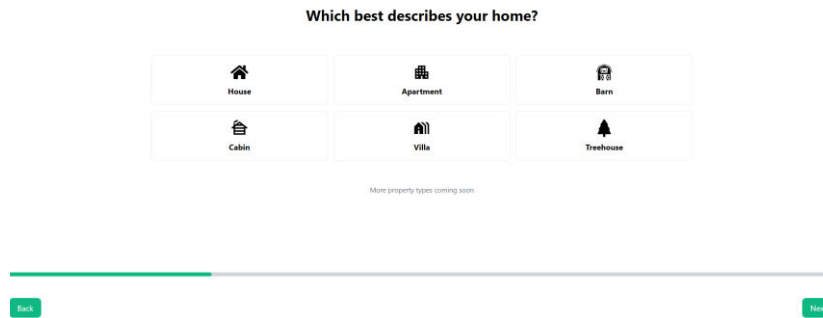 Which best describes your home?
House
Apartment
Barn
Cabin
Villa
Treehouse
More property types coming soon
Back